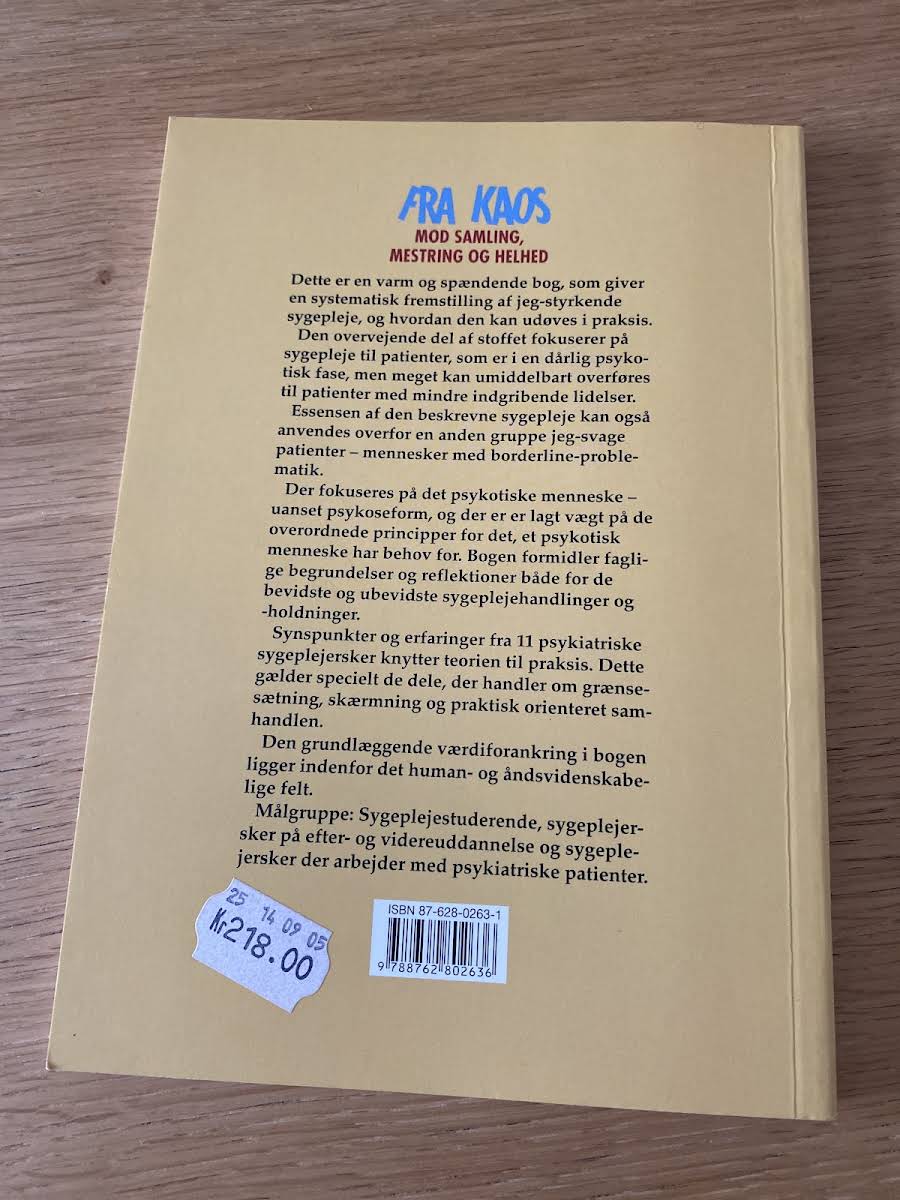 FRA KAOS
MOD SAMLING,
MESTRING OG HELHED
Dette er en varm og spændende bog, som giver
en systematisk fremstilling af jeg-styrkende
sygepleje, og hvordan den kan udøves i praksis.
Den overvejende del af stoffet fokuserer på
sygepleje til patienter, som er i en dårlig psyko-
tisk fase, men meget kan umiddelbart overføres
til patienter med mindre indgribende lidelser.
Essensen af den beskrevne sygepleje kan også
anvendes overfor en anden gruppe jeg-svage
patienter – mennesker med borderline-proble-
matik.
Der fokuseres på det psykotiske menneske –
uanset psykoseform, og der er er lagt vægt på de
overordnede principper for det, et psykotisk
menneske har behov for. Bogen formidler fagli-
ge begrundelser og reflektioner både for de
bevidste og ubevidste sygeplejehandlinger og
-holdninger.
Synspunkter og erfaringer fra 11 psykiatriske
sygeplejersker knytter teorien til praksis. Dette
gælder specielt de dele, der handler om grænse-
sætning, skærmning og praktisk orienteret sam-
handlen.
Den grundlæggende værdiforankring i bogen
ligger indenfor det human- og åndsvidenskabe-
lige felt.
Målgruppe: Sygeplejestuderende, sygeplejer-
sker på efter- og videreuddannelse og sygeple-
jersker der arbejder med psykiatriske patienter.
25 14 09 05
Kr218.00
ISBN 87-628-0263-1
9 788762 802636